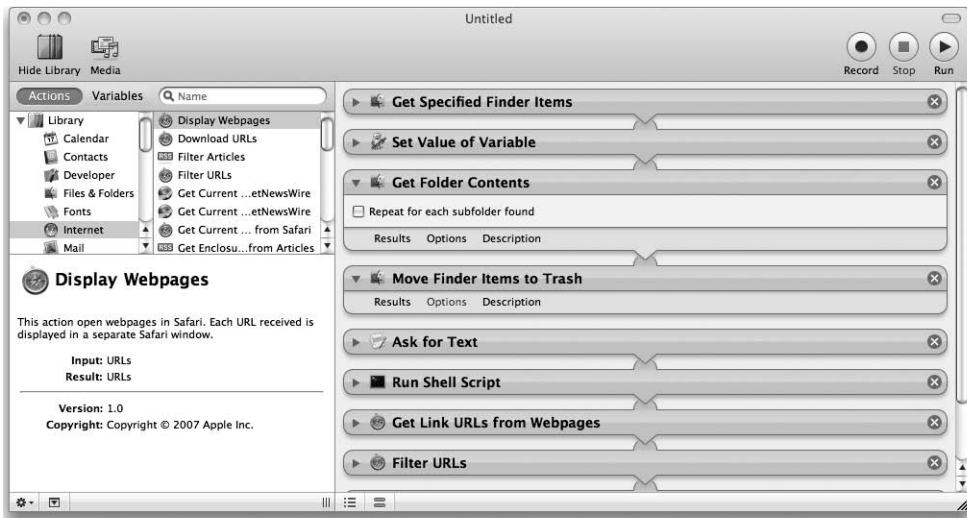 Untitled
Hide Library Media
Record Stop Run
Actions Variables Name
Library
Calendar
Contacts
Developer
Files & Folders
Fonts
Internet
Mail
Display Webpages
Download URLs
RSS Filter Articles
Filter URLs
Get Current ...etNewsWire
Get Current ...etNewsWire
Get Current ... from Safari
RSS Get Enclosu...from Articles
Display Webpages
This action open webpages in Safari. Each URL received is
displayed in a separate Safari window.
Input: URLs
Result: URLs
Version: 1.0
Copyright: Copyright © 2007 Apple Inc.
Get Specified Finder Items
Set Value of Variable
Get Folder Contents
Repeat for each subfolder found
Results Options Description
Move Finder Items to Trash
Results Options Description
Ask for Text
Run Shell Script
Get Link URLs from Webpages
Filter URLs